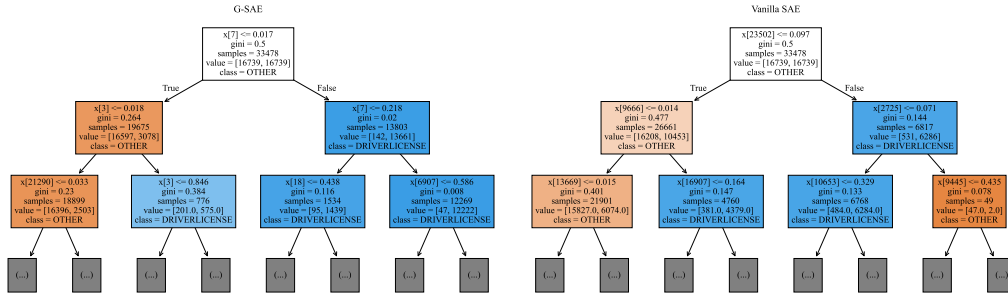 G-SAE
x[7] <= 0.017
gini = 0.5
samples = 33478
value = [16739, 16739]
class = OTHER
True
False
x[3] <= 0.018
gini = 0.264
samples = 19675
value = [16597, 3078]
class = OTHER
x[7] <= 0.218
gini = 0.02
samples = 13803
value = [142, 13661]
class = DRIVERLICENSE
x[21290] <= 0.033
gini = 0.23
samples = 18899
value = [16396, 2503]
class = OTHER
x[3] <= 0.846
gini = 0.384
samples = 776
value = [201.0, 575.0]
class = DRIVERLICENSE
x[18] <= 0.438
gini = 0.116
samples = 1534
value = [95, 1439]
class = DRIVERLICENSE
x[6907] <= 0.586
gini = 0.008
samples = 12269
value = [47, 12222]
class = DRIVERLICENSE
(...)
(...)
(...)
(...)
(...)
(...)
(...)
(...)
Vanilla SAE
x[23502] <= 0.097
gini = 0.5
samples = 33478
value = [16739, 16739]
class = OTHER
True
False
x[9666] <= 0.014
gini = 0.477
samples = 26661
value = [16208, 10453]
class = OTHER
x[2725] <= 0.071
gini = 0.144
samples = 6817
value = [531, 6286]
class = DRIVERLICENSE
x[13669] <= 0.015
gini = 0.401
samples = 21901
value = [15827.0, 6074.0]
class = OTHER
x[16907] <= 0.164
gini = 0.147
samples = 4760
value = [381.0, 4379.0]
class = DRIVERLICENSE
x[10653] <= 0.329
gini = 0.133
samples = 6768
value = [484.0, 6284.0]
class = DRIVERLICENSE
x[9445] <= 0.435
gini = 0.078
samples = 49
value = [47.0, 2.0]
class = OTHER
(...)
(...)
(...)
(...)
(...)
(...)
(...)
(...)